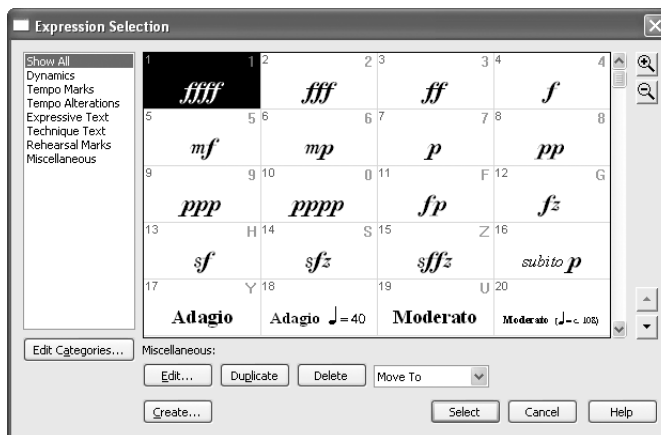 Expression Selection
Show All
Dynamics
Tempo Marks
Tempo Alterations
Expressive Text
Technique Text
Rehearsal Marks
Miscellaneous
1 1 2 2 3 3 4 4
ffff fff ff f
5 5 6 6 7 7 8 8
mf mp p pp
9 9 10 0 11 F 12 G
ppp pppp fp fz
13 H 14 S 15 Z 16
sf sfz sffz subito p
17 Y 18 19 U 20
Adagio Adagio ♩=40 Moderato Moderato (♩=c. 108)
Edit Categories... Miscellaneous:
Edit... Duplicate Delete Move To
Create... Select Cancel Help